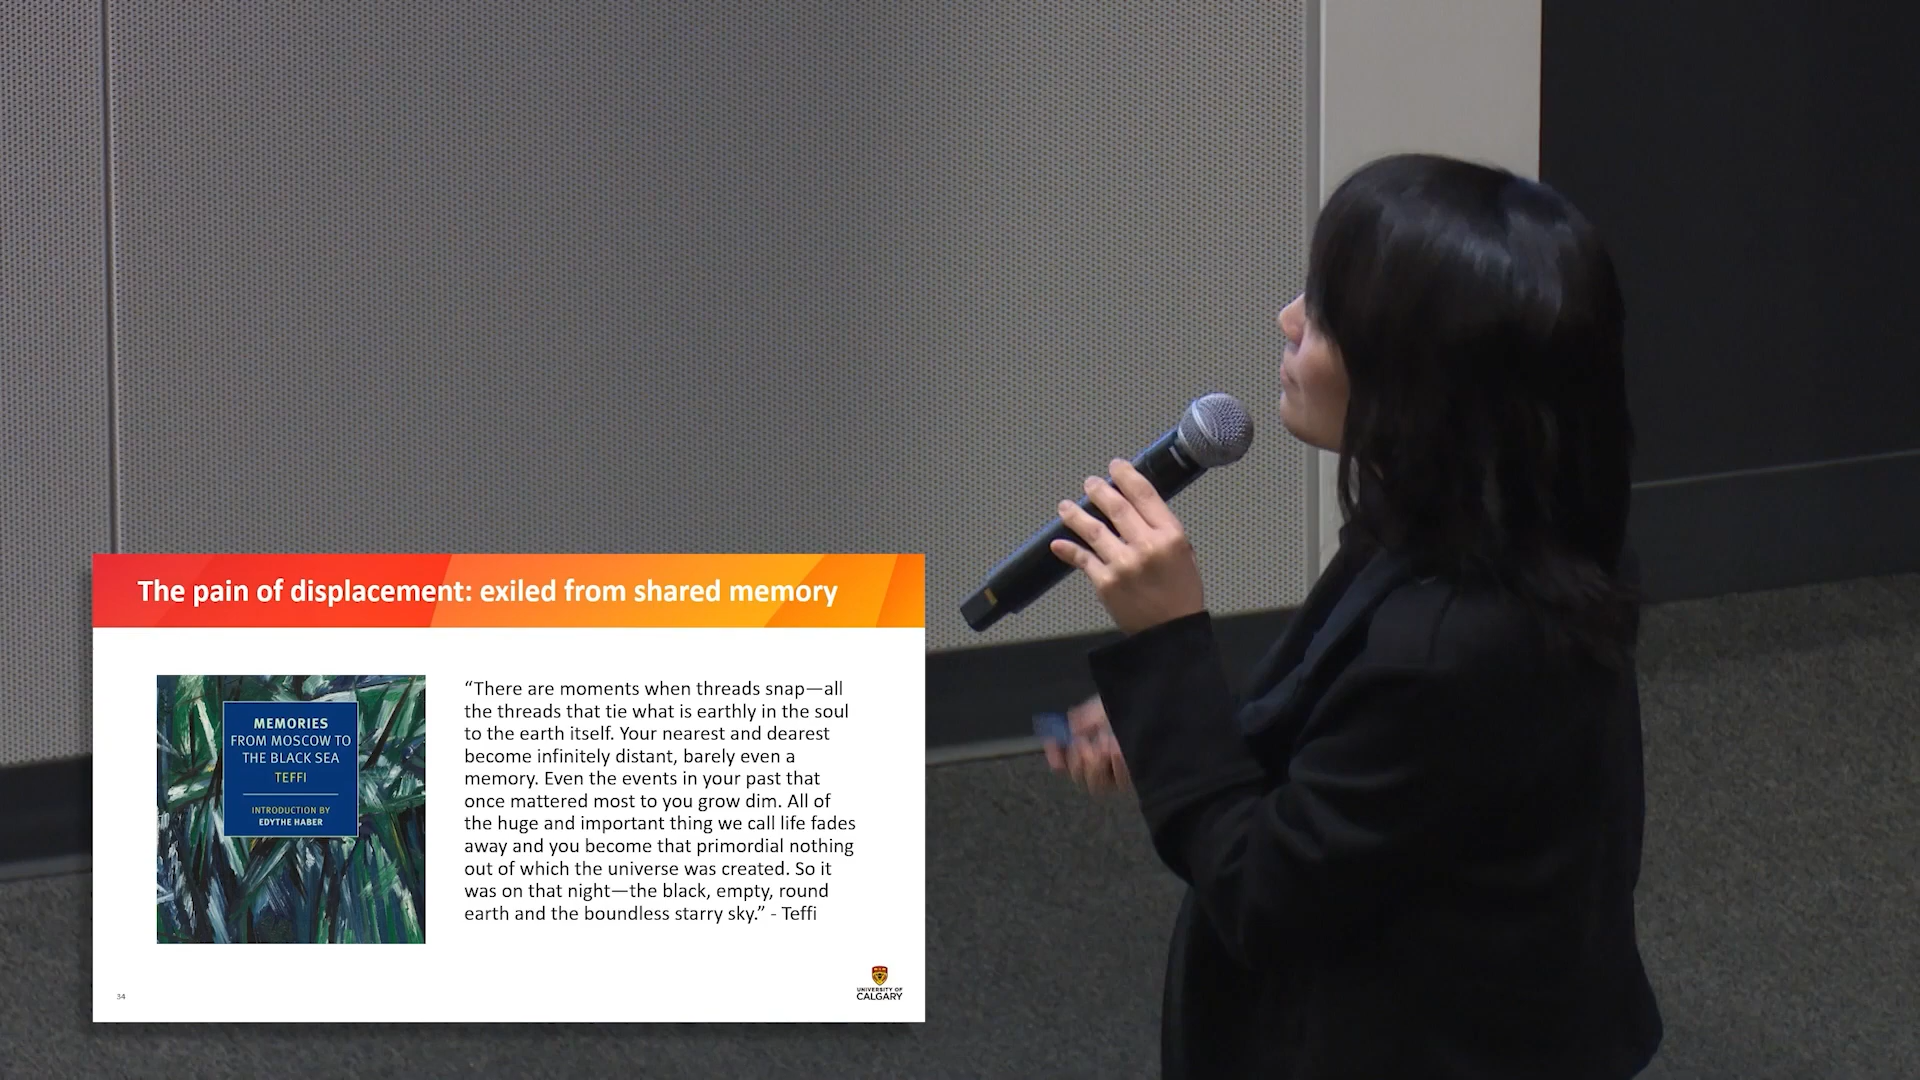 The pain of displacement: exiled from shared memory
MEMORIES
FROM MOSCOW TO
THE BLACK SEA
TEFFI
INTRODUCTION BY
EDYTHE HABER
“There are moments when threads snap—all
the threads that tie what is earthly in the soul
to the earth itself. Your nearest and dearest
become infinitely distant, barely even a
memory. Even the events in your past that
once mattered most to you grow dim. All of
the huge and important thing we call life fades
away and you become that primordial nothing
out of which the universe was created. So it
was on that night—the black, empty, round
earth and the boundless starry sky.” - Teffi
34
UNIVERSITY OF
CALGARY